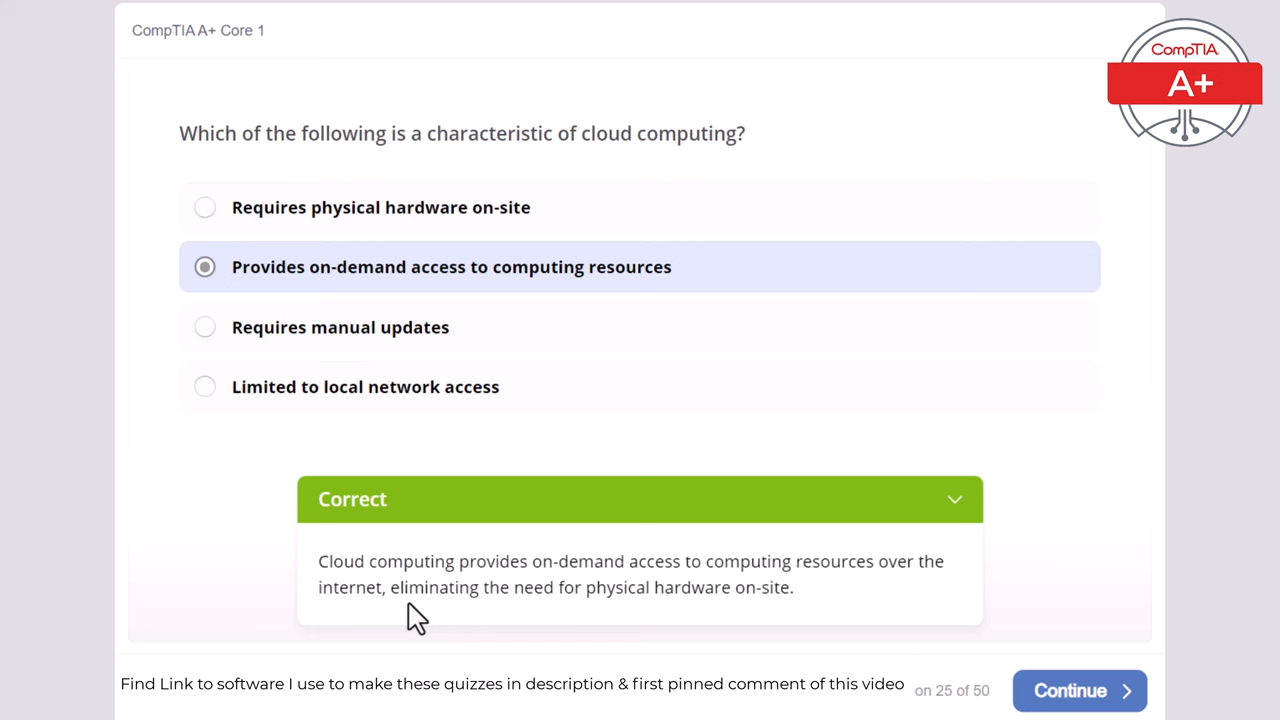 CompTIA A+ Core 1
CompTIA.
A+
Which of the following is a characteristic of cloud computing?
Requires physical hardware on-site
Provides on-demand access to computing resources
Requires manual updates
Limited to local network access
Correct
Cloud computing provides on-demand access to computing resources over the
internet, eliminating the need for physical hardware on-site.
Find Link to software I use to make these quizzes in description & first pinned comment of this video
on 25 of 50
Continue